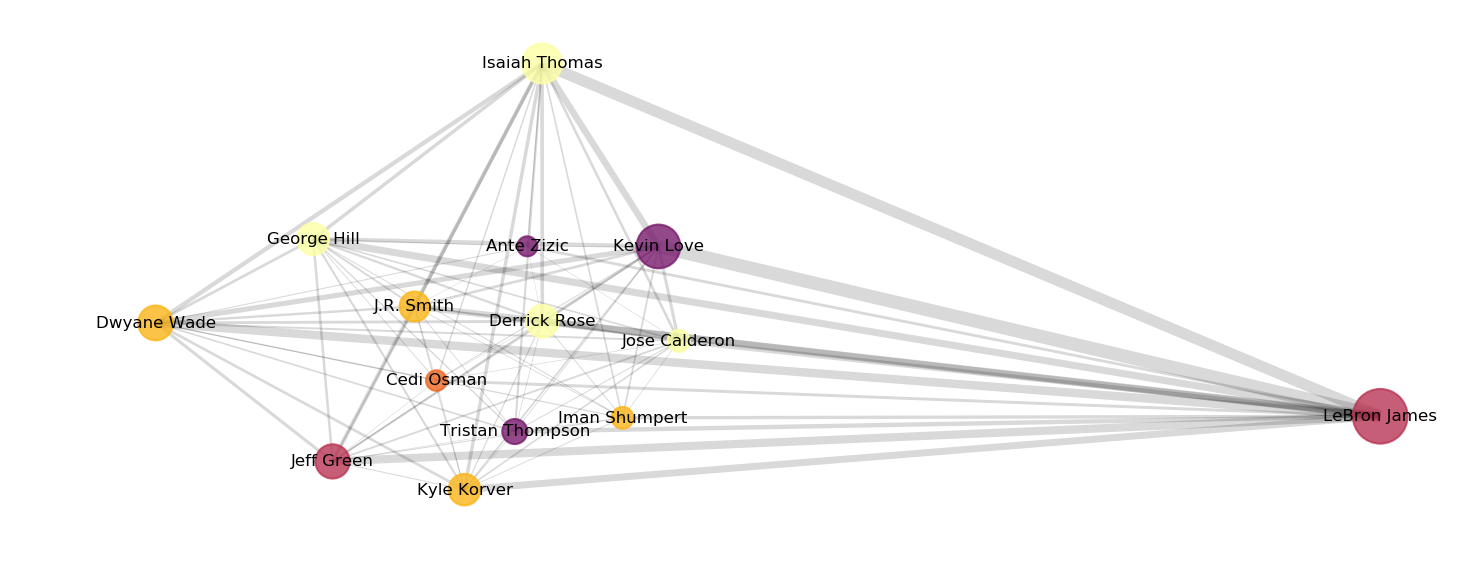 Isaiah Thomas
George Hill
Ante Zizic
Kevin Love
J.R. Smith
Dwyane Wade
Derrick Rose
Jose Calderon
Cedi Osman
Iman Shumpert
LeBron James
Tristan Thompson
Jeff Green
Kyle Korver